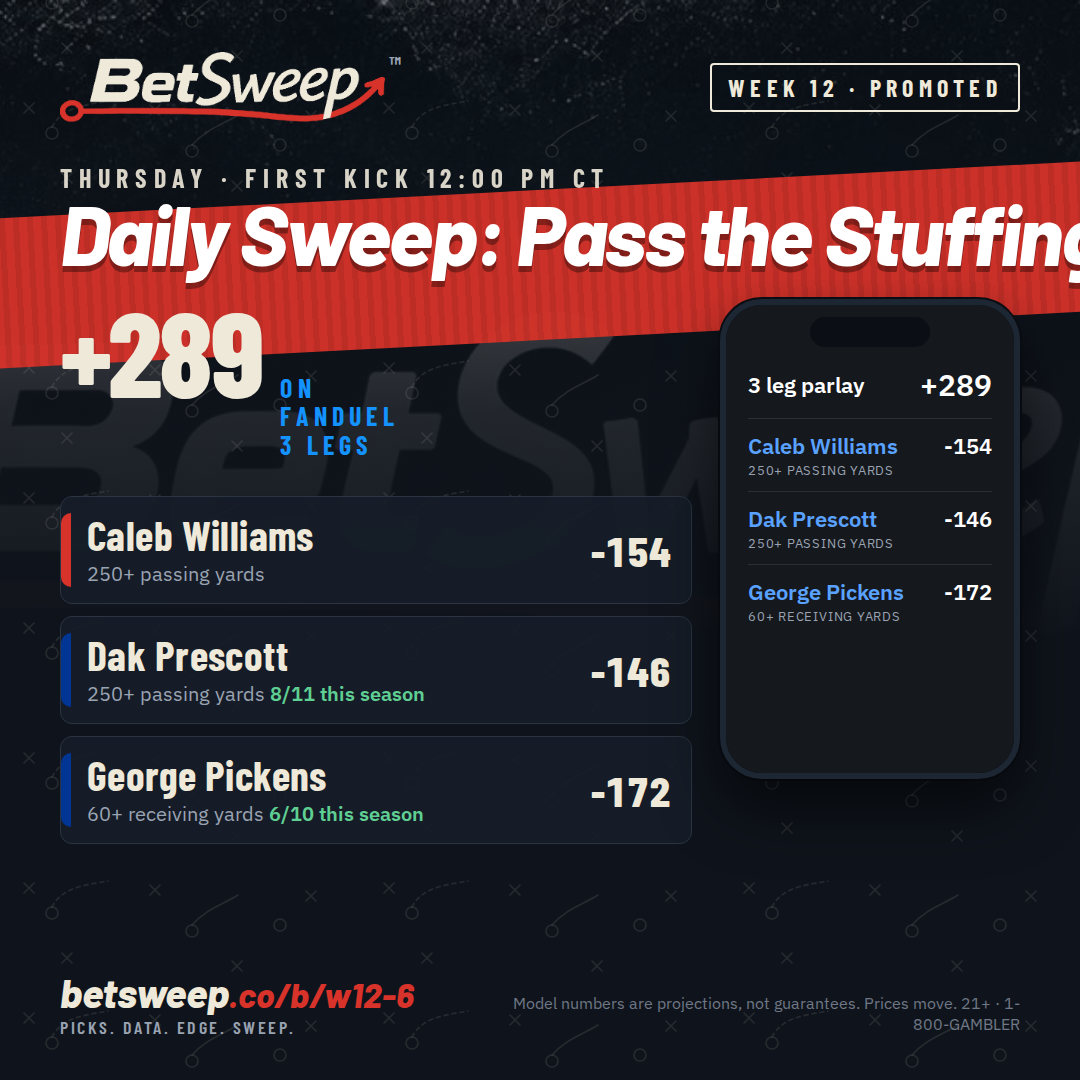 BetSweep™
WEEK 12 · PROMOTED
THURSDAY · FIRST KICK 12:00 PM CT
Daily Sweep: Pass the Stuffing
+289
ON
FANDUEL
3 LEGS
Caleb Williams
250+ passing yards
-154
Dak Prescott
250+ passing yards 8/11 this season
-146
George Pickens
60+ receiving yards 6/10 this season
-172
3 leg parlay +289
Caleb Williams -154
250+ PASSING YARDS
Dak Prescott -146
250+ PASSING YARDS
George Pickens -172
60+ RECEIVING YARDS
betsweep.co/b/w12-6
PICKS. DATA. EDGE. SWEEP.
Model numbers are projections, not guarantees. Prices move. 21+ · 1-
800-GAMBLER